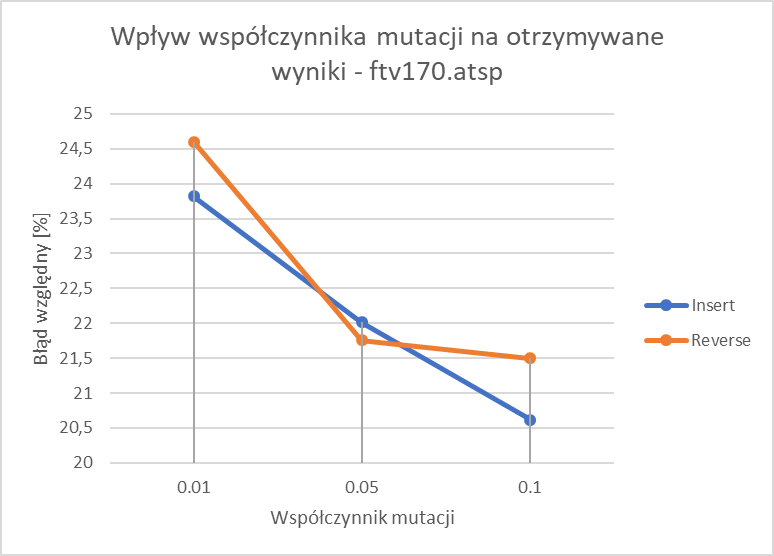 Wpływ współczynnika mutacji na otrzymywane
wyniki - ftv170.atsp
Błąd względny [%]
25
24,5
24
23,5
23
22,5
22
21,5
21
20,5
20
0.01 0.05 0.1
Współczynnik mutacji
Insert
Reverse